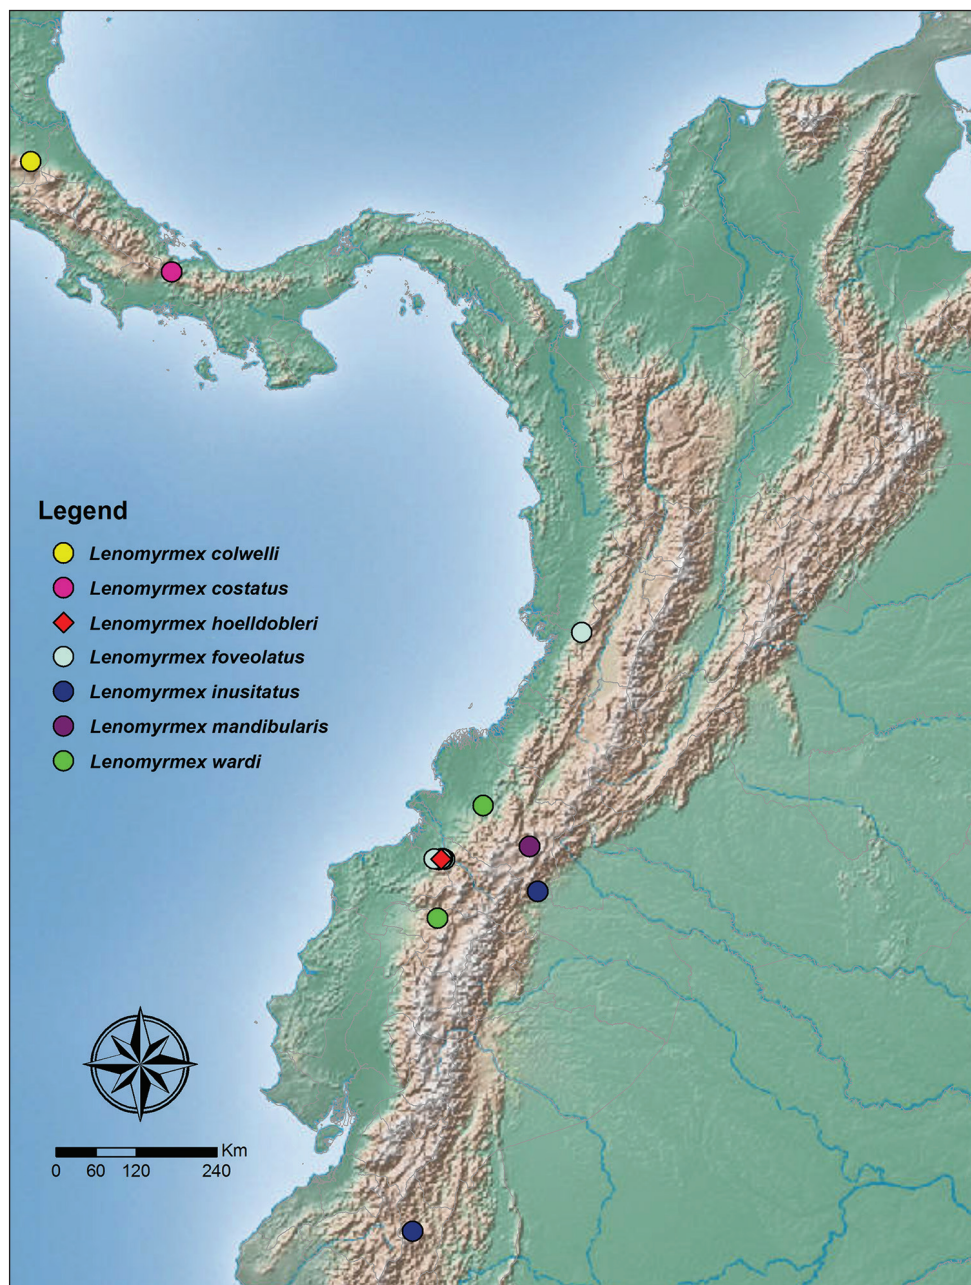 Legend
Lenomyrmex colwelli
Lenomyrmex costatus
Lenomyrmex hoelldobleri
Lenomyrmex foveolatus
Lenomyrmex inusitatus
Lenomyrmex mandibularis
Lenomyrmex wardi
Km
0 60 120 240